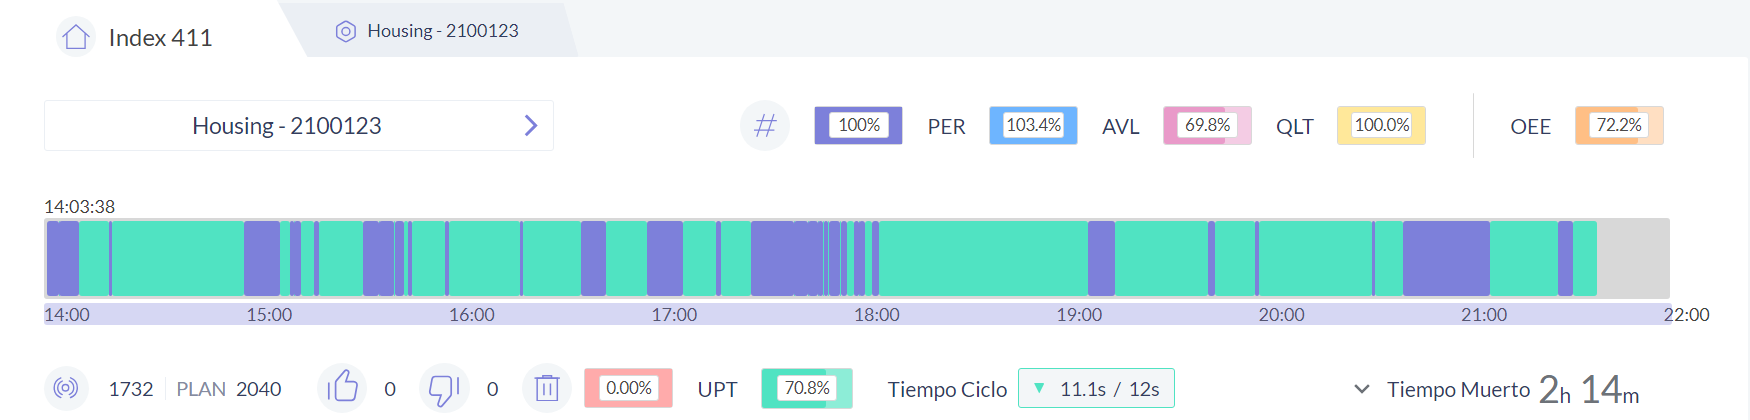 Index 411
Housing - 2100123
Housing - 2100123
# 100% PER 103.4% AVL 69.8% QLT 100.0% OEE 72.2%
14:03:38
14:00 15:00 16:00 17:00 18:00 19:00 20:00 21:00 22:00
1732 PLAN 2040 0 0 0.00% UPT 70.8% Tiempo Ciclo ▼ 11.1s / 12s Tiempo Muerto 2h 14m